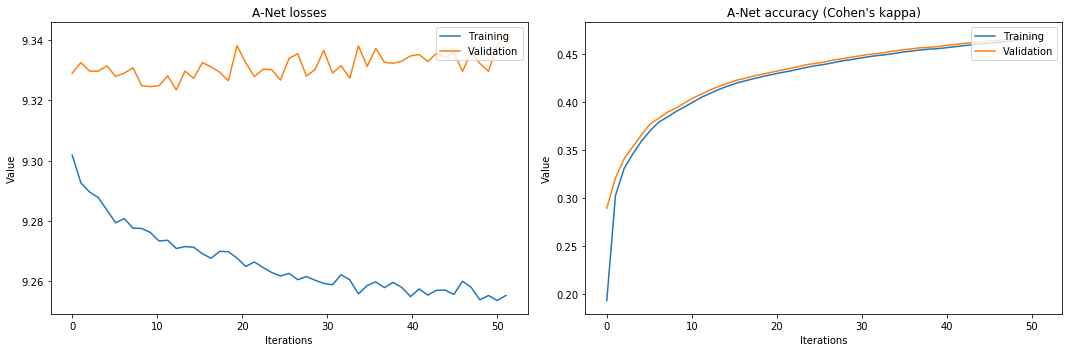 A-Net losses
Training
Validation
Value
9.34
9.32
9.30
9.28
9.26
0
10
20
30
40
50
Iterations
A-Net accuracy (Cohen's kappa)
Training
Validation
Value
0.45
0.40
0.35
0.30
0.25
0.20
0
10
20
30
40
50
Iterations